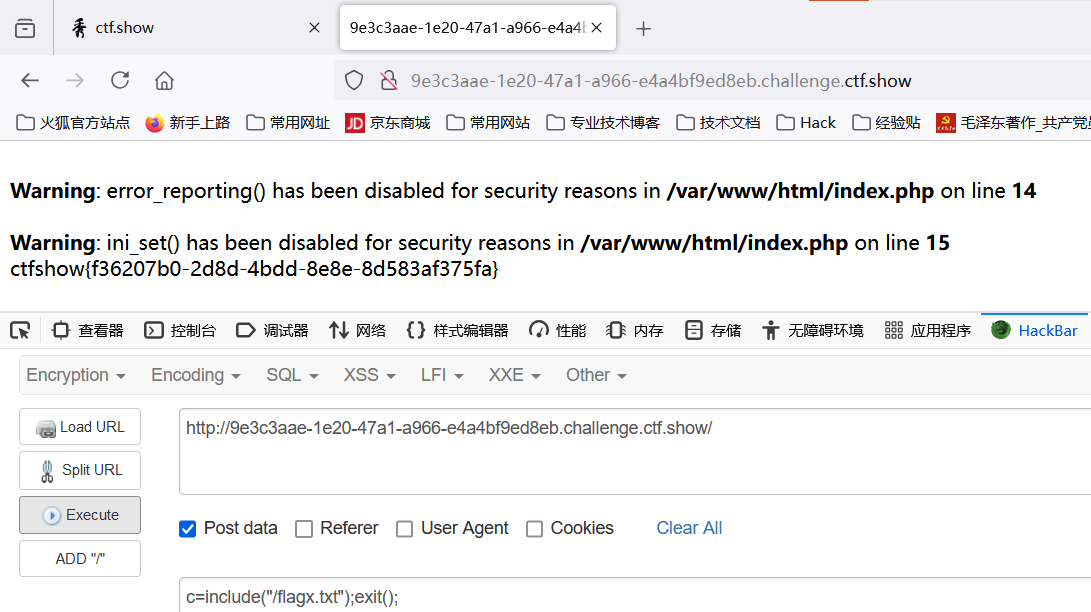 ctf.show
9e3c3aae-1e20-47a1-a966-e4a4b
9e3c3aae-1e20-47a1-a966-e4a4bf9ed8eb.challenge.ctf.show
火狐官方站点 新手上路 常用网址 JD 京东商城 常用网站 专业技术博客 技术文档 Hack 经验贴 毛泽东著作_共产党员
Warning: error_reporting() has been disabled for security reasons in /var/www/html/index.php on line 14
Warning: ini_set() has been disabled for security reasons in /var/www/html/index.php on line 15
ctfshow{f36207b0-2d8d-4bdd-8e8e-8d583af375fa}
查看器 控制台 调试器 网络 样式编辑器 性能 内存 存储 无障碍环境 应用程序 HackBar
Encryption Encoding SQL XSS LFI XXE Other
Load URL
http://9e3c3aae-1e20-47a1-a966-e4a4bf9ed8eb.challenge.ctf.show/
Split URL
Execute
Post data Referer User Agent Cookies Clear All
ADD "/"
c=include("/flagx.txt");exit();